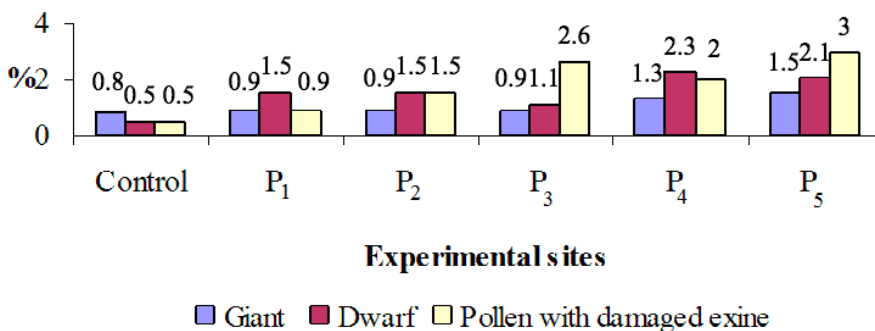 4
%2
0
0.8 0.5 0.5
0.9 1.5 0.9
0.9 1.5 1.5
0.9 1.1 2.6
1.3 2.3 2
1.5 2.1 3
Control P₁ P₂ P₃ P₄ P₅
Experimental sites
Giant Dwarf Pollen with damaged exine